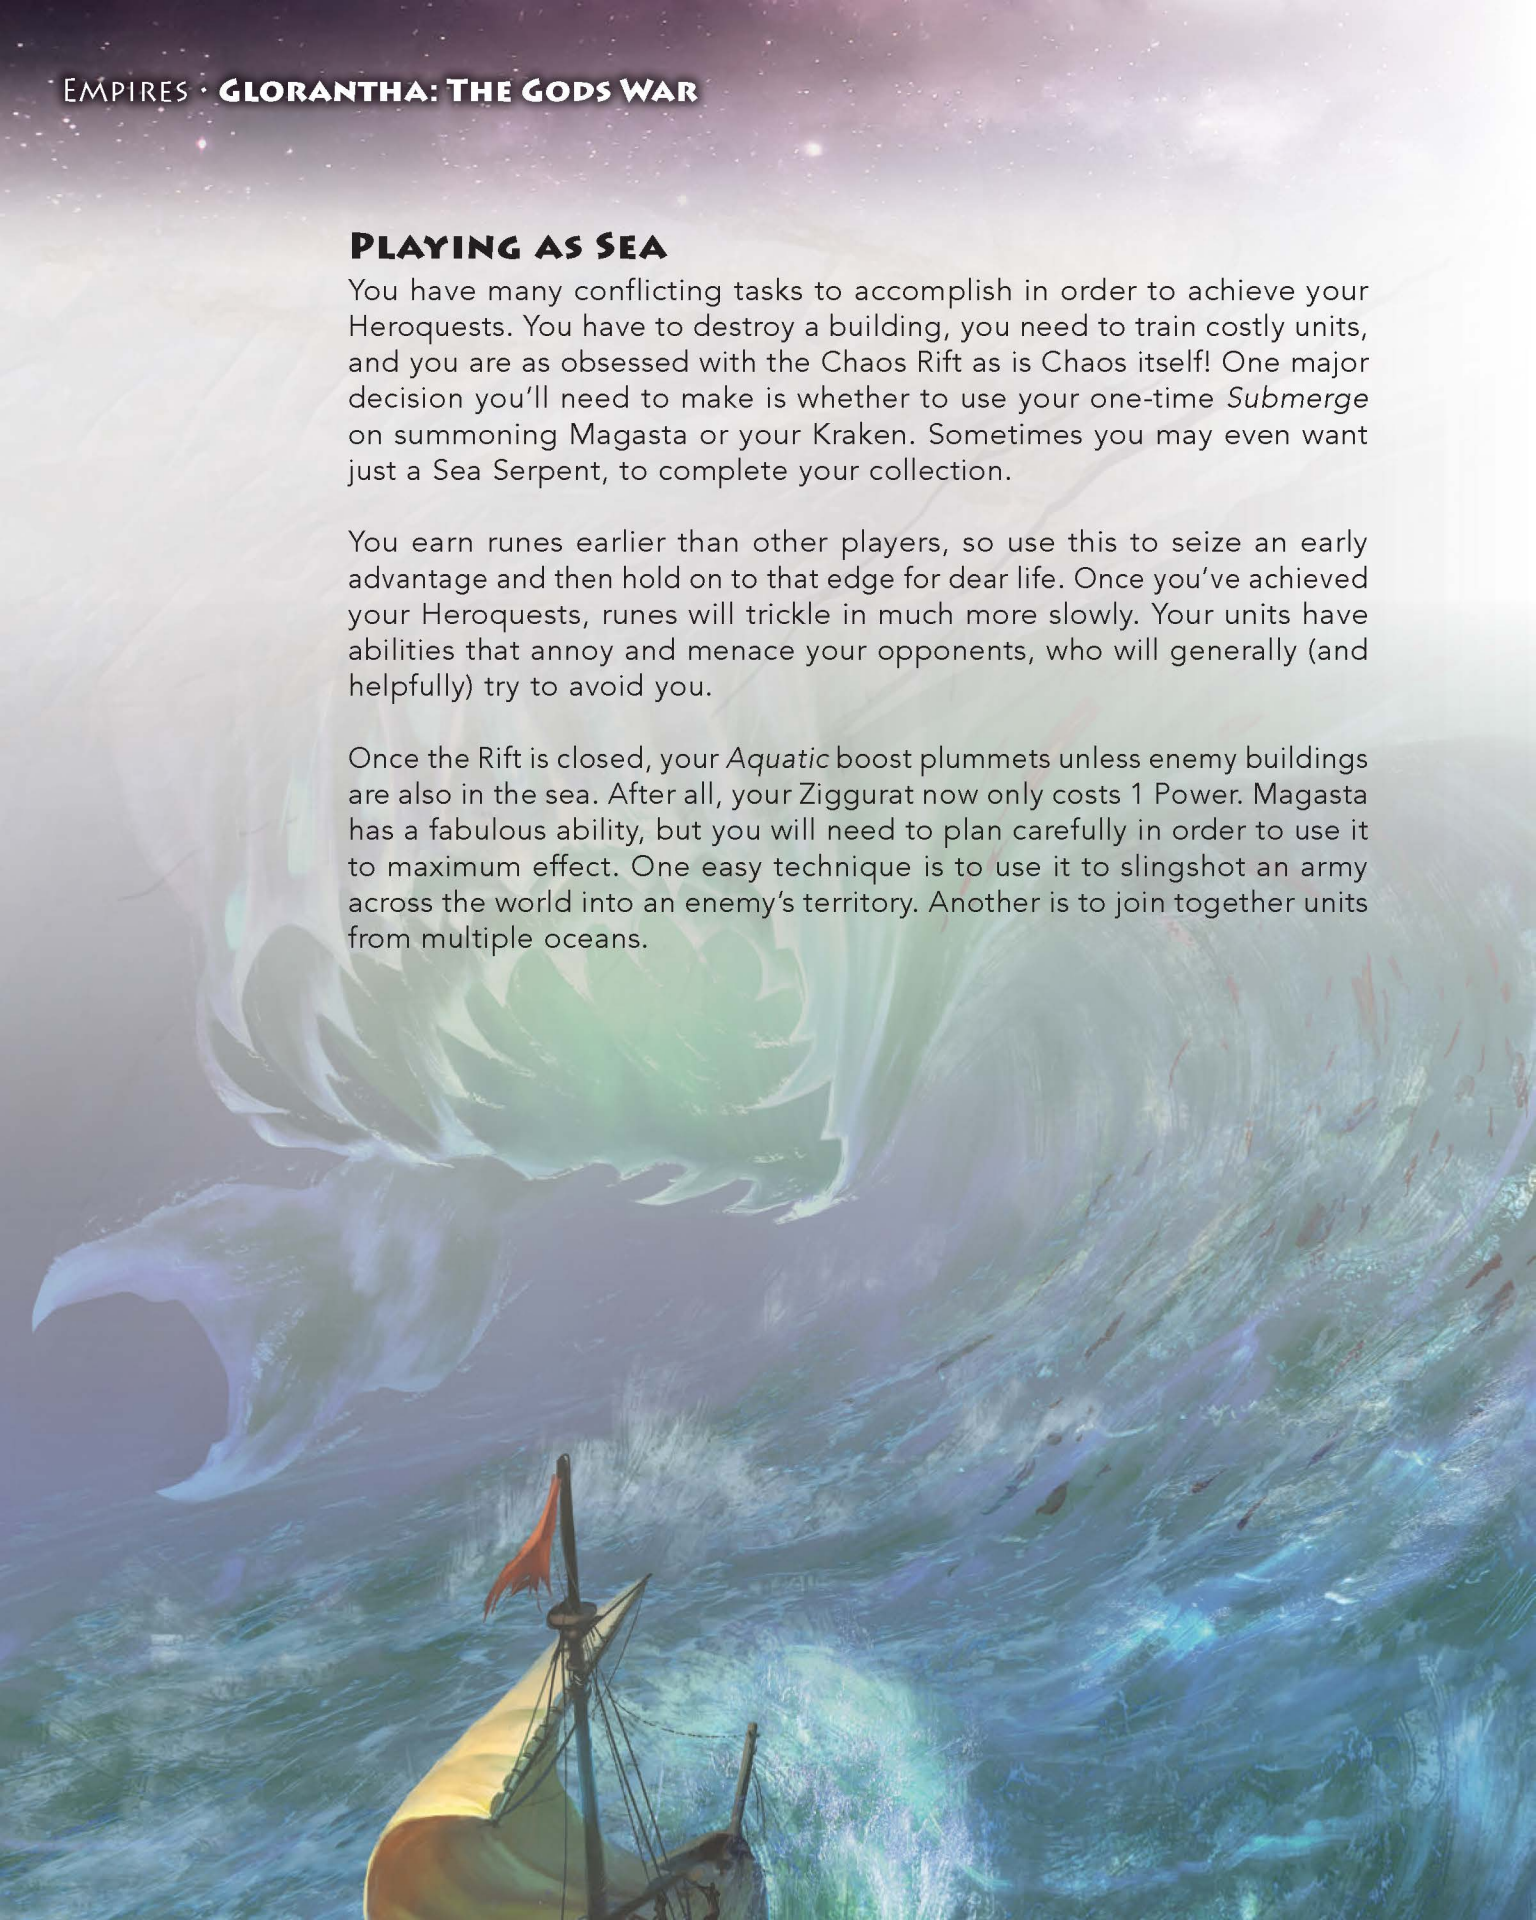 Empires · Glorantha: The Gods War
Playing as Sea
You have many conflicting tasks to accomplish in order to achieve your
Heroquests. You have to destroy a building, you need to train costly units,
and you are as obsessed with the Chaos Rift as is Chaos itself! One major
decision you'll need to make is whether to use your one-time Submerge
on summoning Magasta or your Kraken. Sometimes you may even want
just a Sea Serpent, to complete your collection.
You earn runes earlier than other players, so use this to seize an early
advantage and then hold on to that edge for dear life. Once you've achieved
your Heroquests, runes will trickle in much more slowly. Your units have
abilities that annoy and menace your opponents, who will generally (and
helpfully) try to avoid you.
Once the Rift is closed, your Aquatic boost plummets unless enemy buildings
are also in the sea. After all, your Ziggurat now only costs 1 Power. Magasta
has a fabulous ability, but you will need to plan carefully in order to use it
to maximum effect. One easy technique is to use it to slingshot an army
across the world into an enemy's territory. Another is to join together units
from multiple oceans.